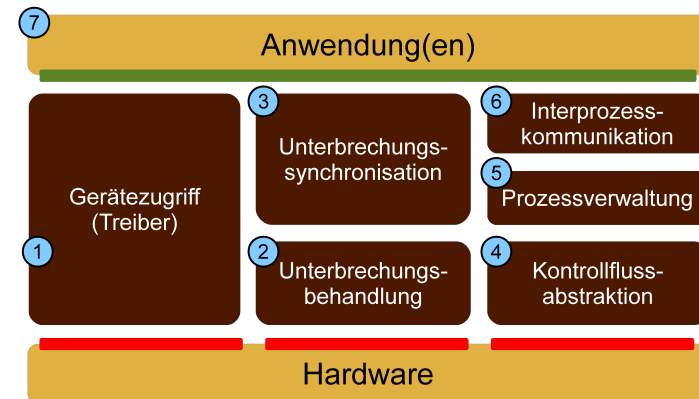 7
Anwendung(en)
1
Gerätezugriff
(Treiber)
3
Unterbrechungs-
synchronisation
2
Unterbrechungs-
behandlung
6
Interprozess-
kommunikation
5
Prozessverwaltung
4
Kontrollfluss-
abstraktion
Hardware